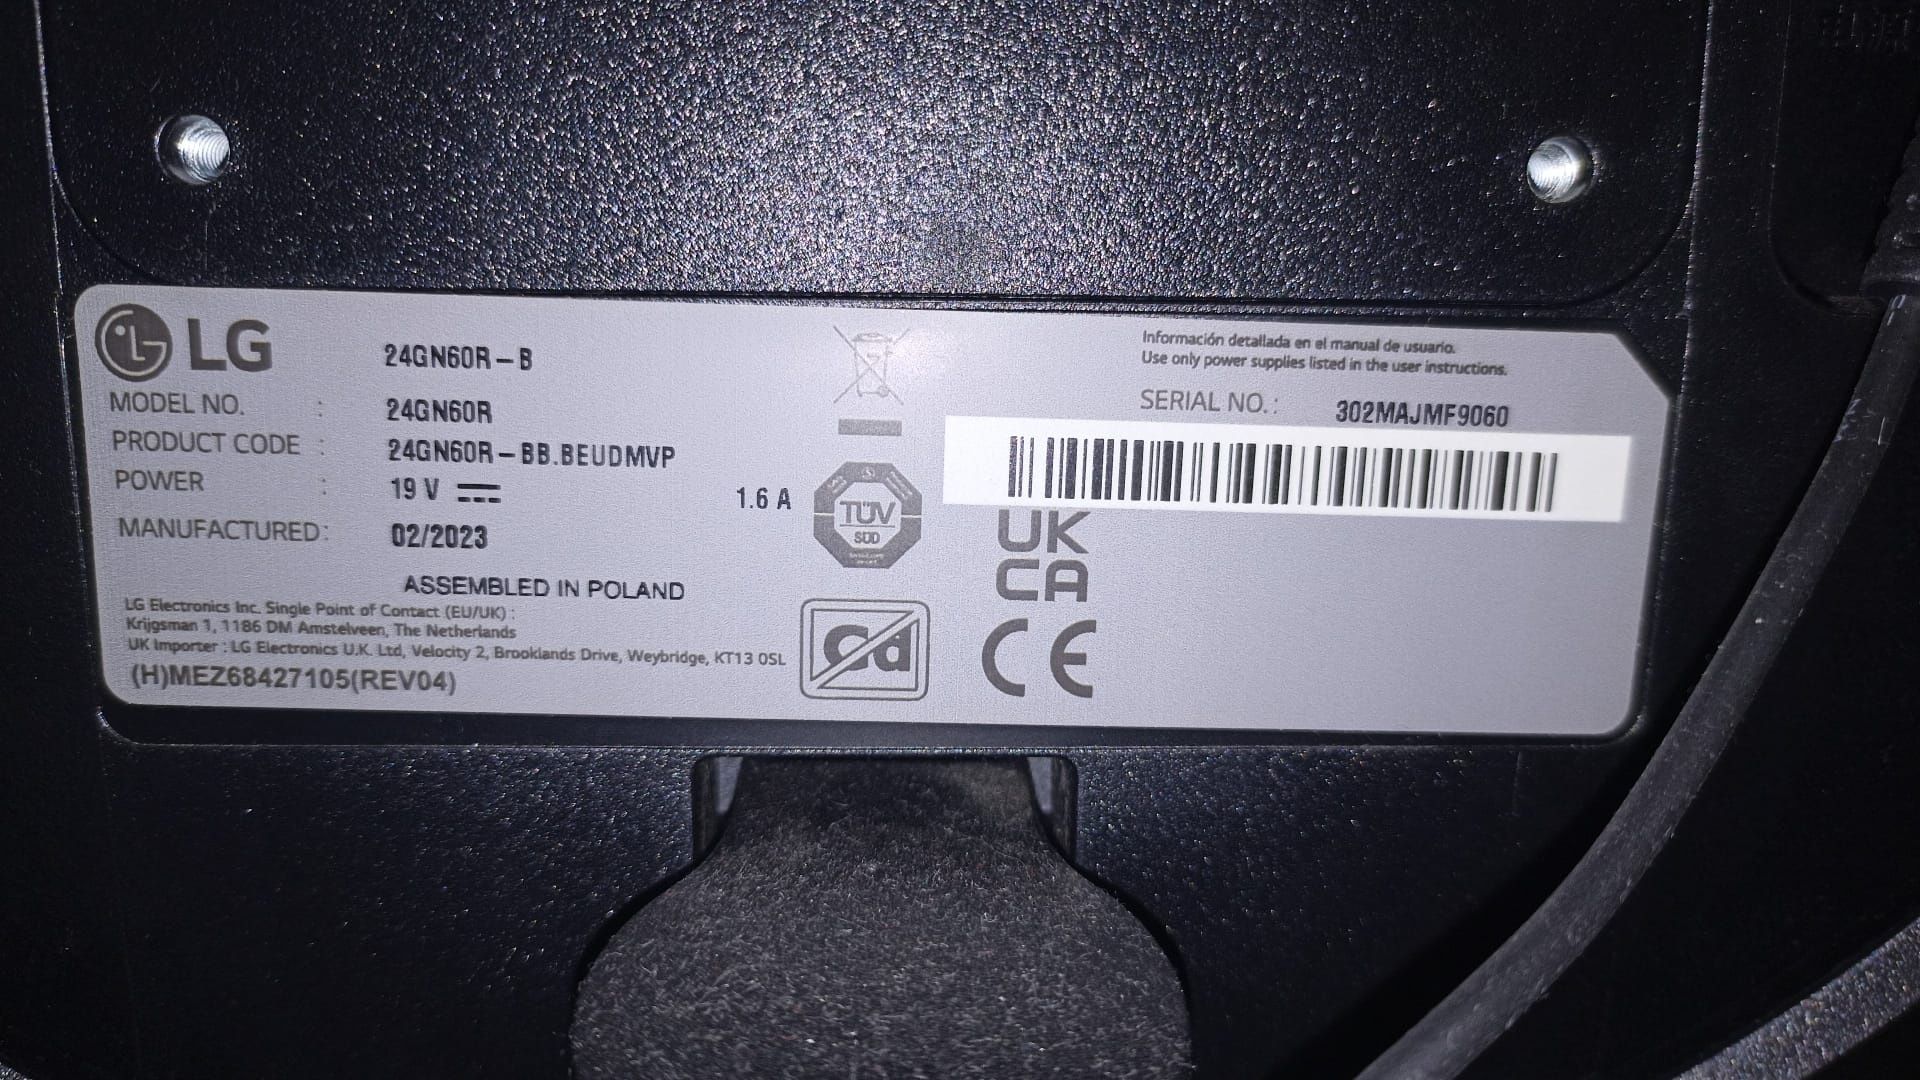 LG
24GN60R-B
MODEL NO. : 24GN60R
PRODUCT CODE : 24GN60R-BB.BEUDMVP
POWER : 19 V 1.6 A
MANUFACTURED: 02/2023
ASSEMBLED IN POLAND
LG Electronics Inc. Single Point of Contact (EU/UK) :
Krijgsman 1, 1186 DM Amstelveen, The Netherlands
UK Importer : LG Electronics U.K. Ltd, Velocity 2, Brooklands Drive, Weybridge, KT13 0SL
(H)MEZ68427105(REV04)
TÜV
SÜD
Cd
Información detallada en el manual de usuario.
Use only power supplies listed in the user instructions.
SERIAL NO.: 302MAJMF9060
UK
CA
CE